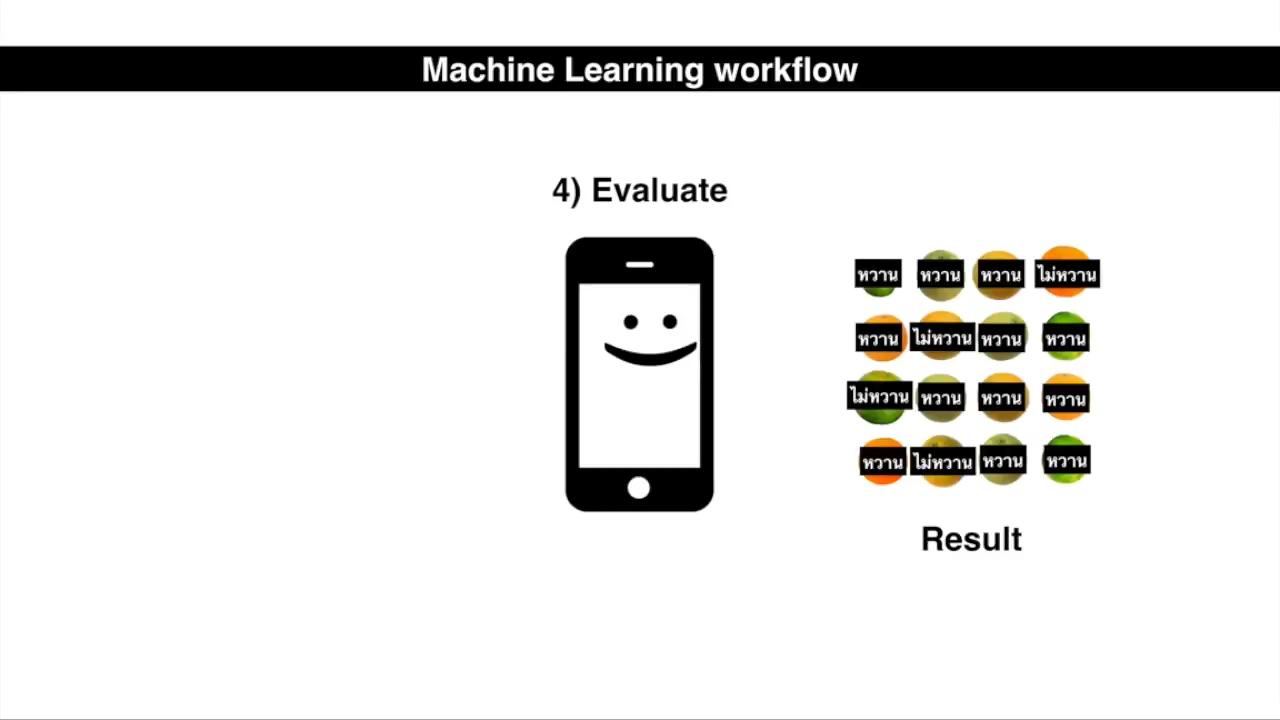 Machine Learning workflow
4) Evaluate
หวาน หวาน หวาน ไม่หวาน
หวาน ไม่หวาน หวาน หวาน
ไม่หวาน หวาน หวาน หวาน
หวาน ไม่หวาน หวาน หวาน
Result